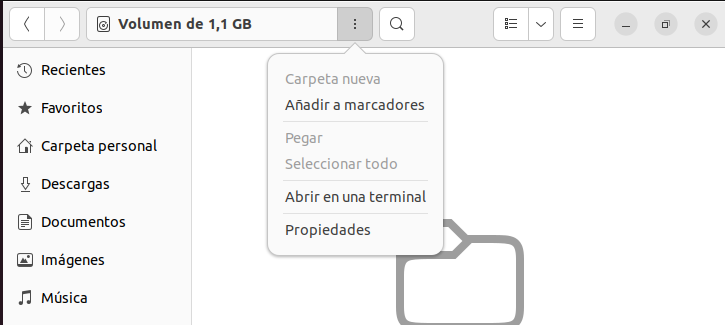 Volumen de 1,1 GB
Recientes
Favoritos
Carpeta personal
Descargas
Documentos
Imágenes
Música
Carpeta nueva
Añadir a marcadores
Pegar
Seleccionar todo
Abrir en una terminal
Propiedades